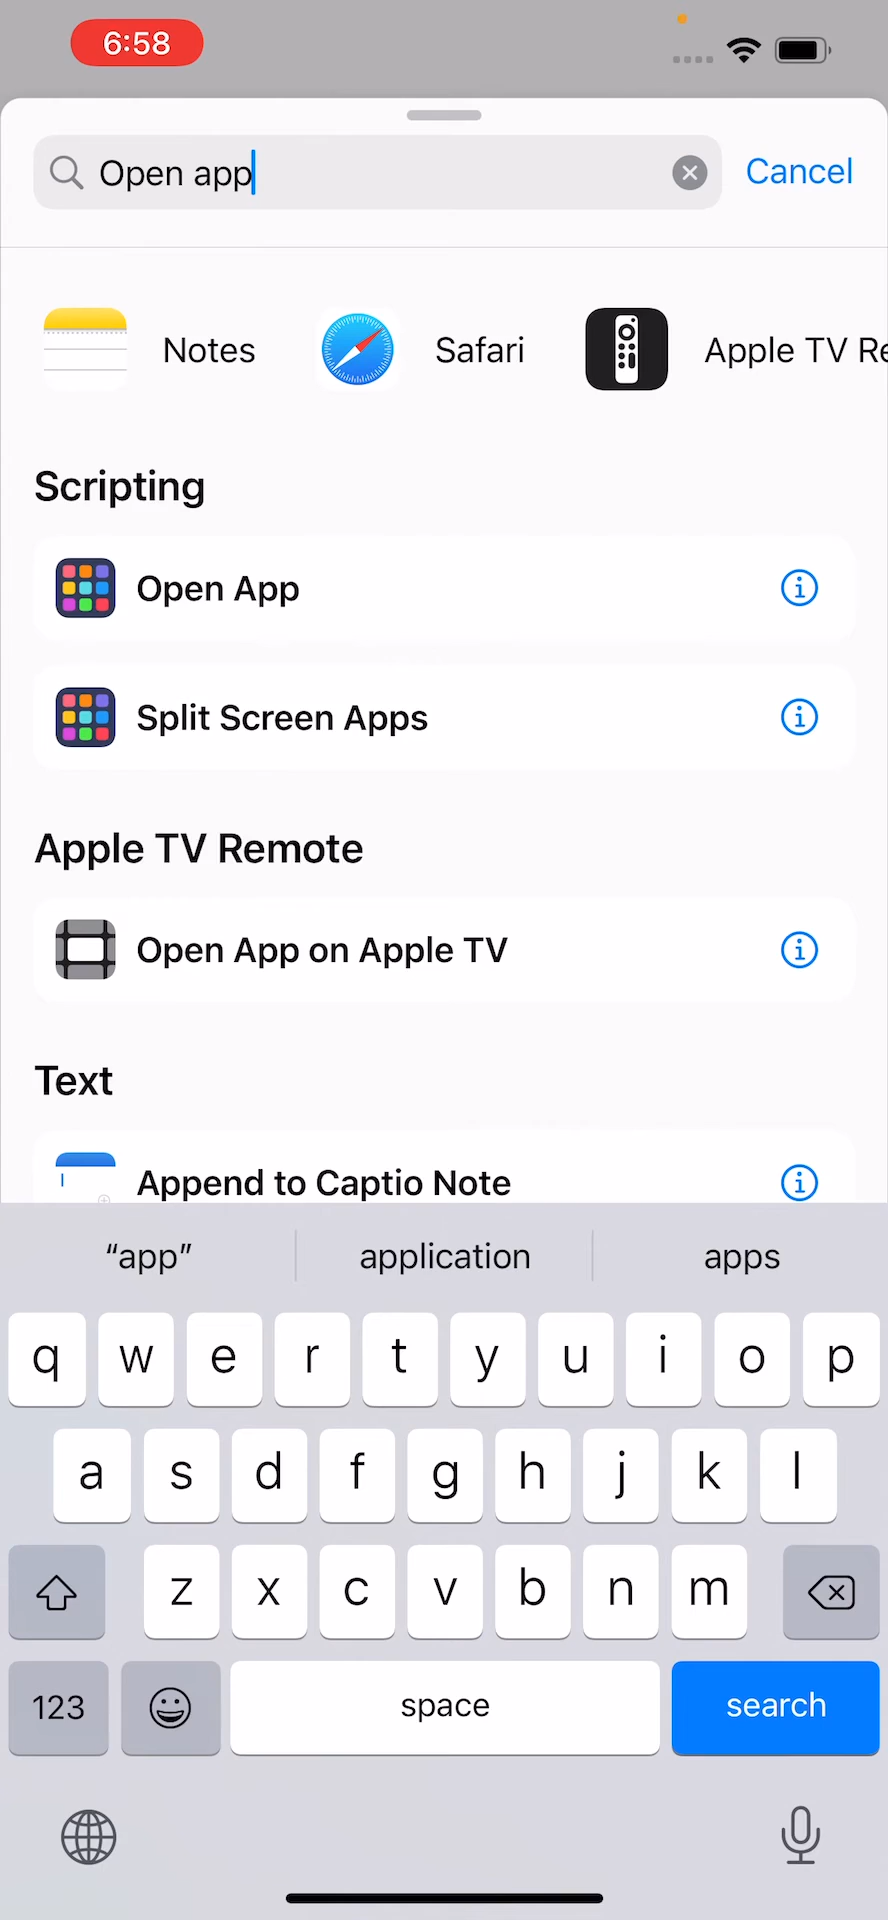 6:58
Open app
Cancel
Notes
Safari
Apple TV Re
Scripting
Open App
Split Screen Apps
Apple TV Remote
Open App on Apple TV
Text
Append to Captio Note
“app”
application
apps
q w e r t y u i o p
a s d f g h j k l
z x c v b n m
123
space
search